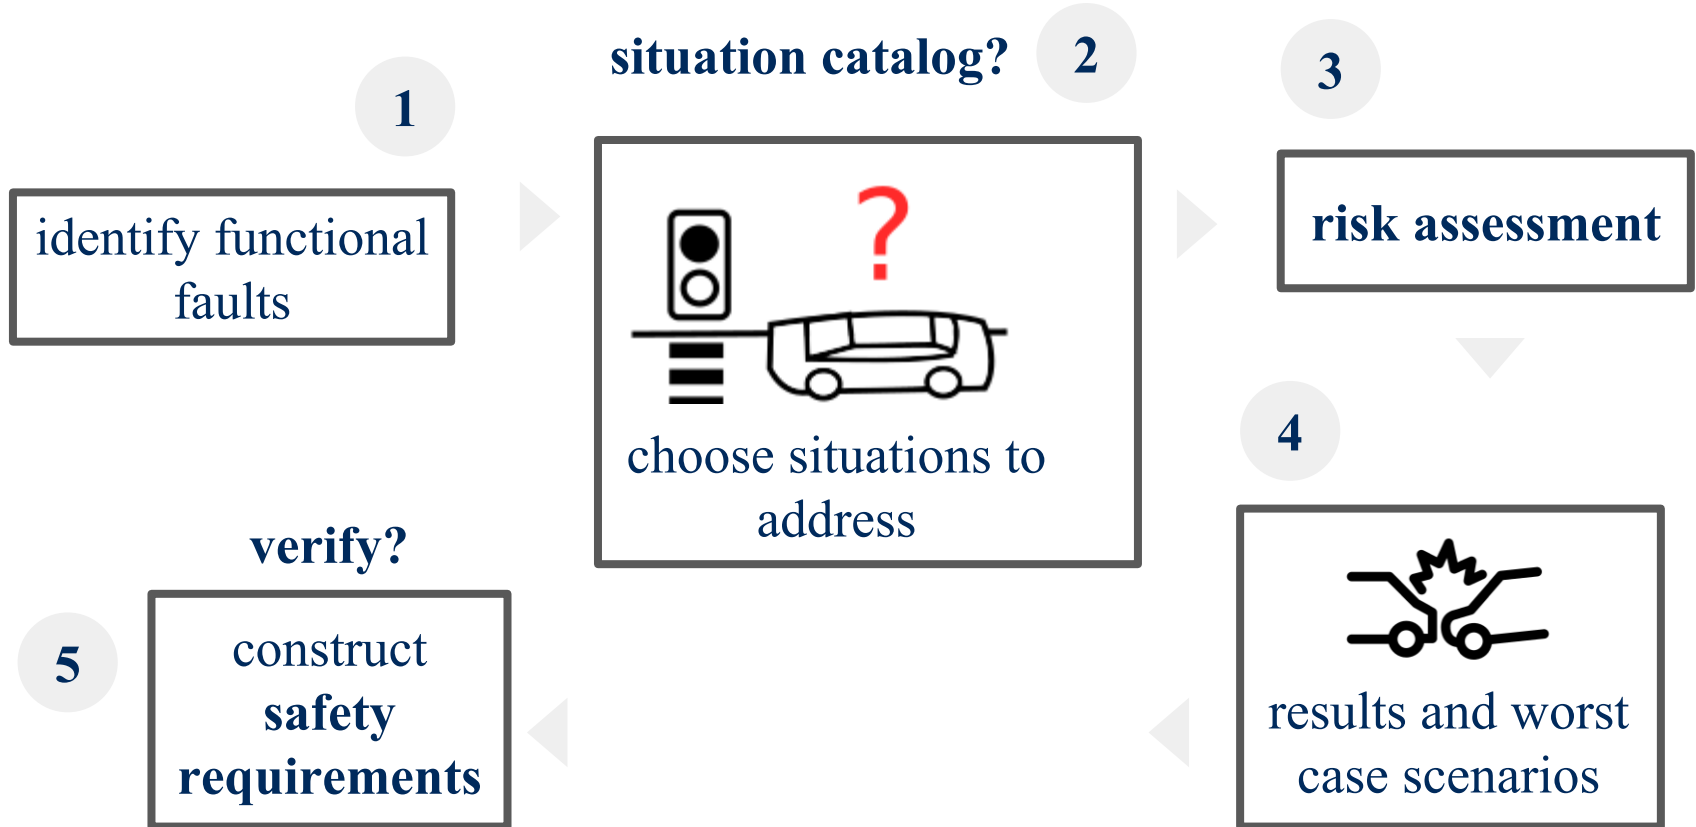 1
identify functional
faults
situation catalog?
2
?
choose situations to
address
3
risk assessment
4
results and worst
case scenarios
verify?
5
construct
safety
requirements